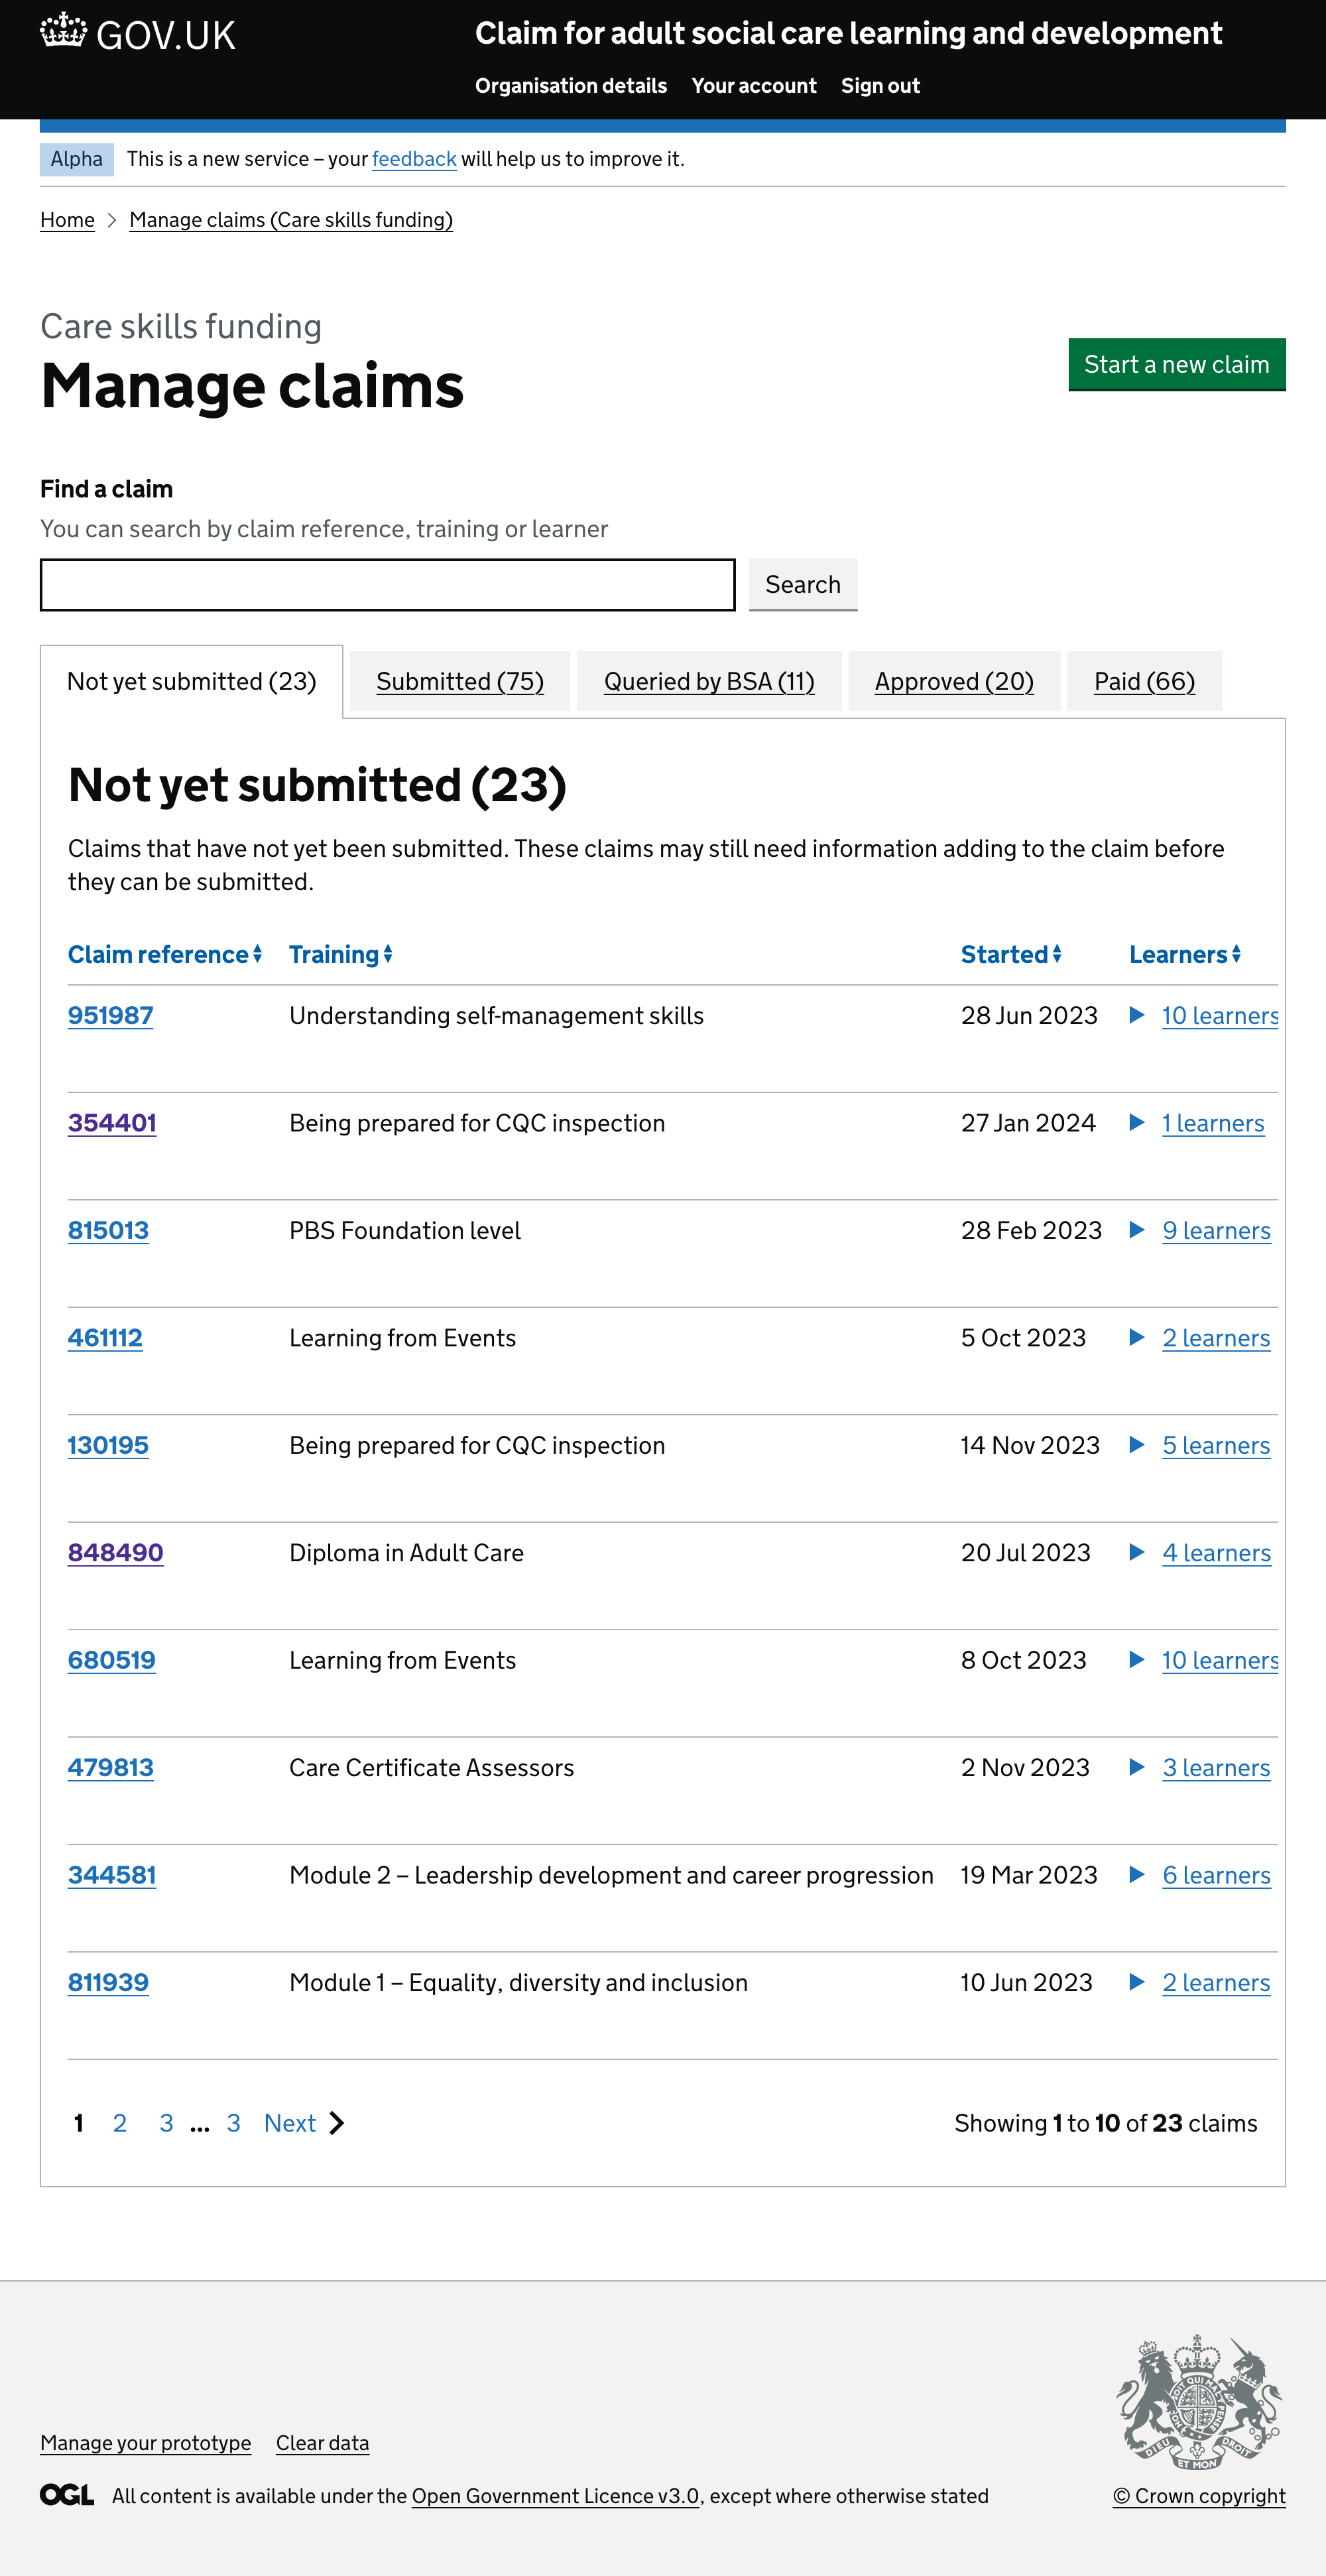 GOV.UK
Claim for adult social care learning and development
Organisation details Your account Sign out
Alpha This is a new service – your feedback will help us to improve it.
Home Manage claims (Care skills funding)
Care skills funding
Manage claims
Start a new claim
Find a claim
You can search by claim reference, training or learner
Search
Not yet submitted (23) Submitted (75) Queried by BSA (11) Approved (20) Paid (66)
Not yet submitted (23)
Claims that have not yet been submitted. These claims may still need information adding to the claim before
they can be submitted.
Claim reference Training Started Learners
951987 Understanding self-management skills 28 Jun 2023 10 learners
354401 Being prepared for CQC inspection 27 Jan 2024 1 learners
815013 PBS Foundation level 28 Feb 2023 9 learners
461112 Learning from Events 5 Oct 2023 2 learners
130195 Being prepared for CQC inspection 14 Nov 2023 5 learners
848490 Diploma in Adult Care 20 Jul 2023 4 learners
680519 Learning from Events 8 Oct 2023 10 learners
479813 Care Certificate Assessors 2 Nov 2023 3 learners
344581 Module 2 – Leadership development and career progression 19 Mar 2023 6 learners
811939 Module 1 – Equality, diversity and inclusion 10 Jun 2023 2 learners
1 2 3 ... 3 Next Showing 1 to 10 of 23 claims
Manage your prototype Clear data
DIEU ET MON DROIT
OGL All content is available under the Open Government Licence v3.0, except where otherwise stated © Crown copyright